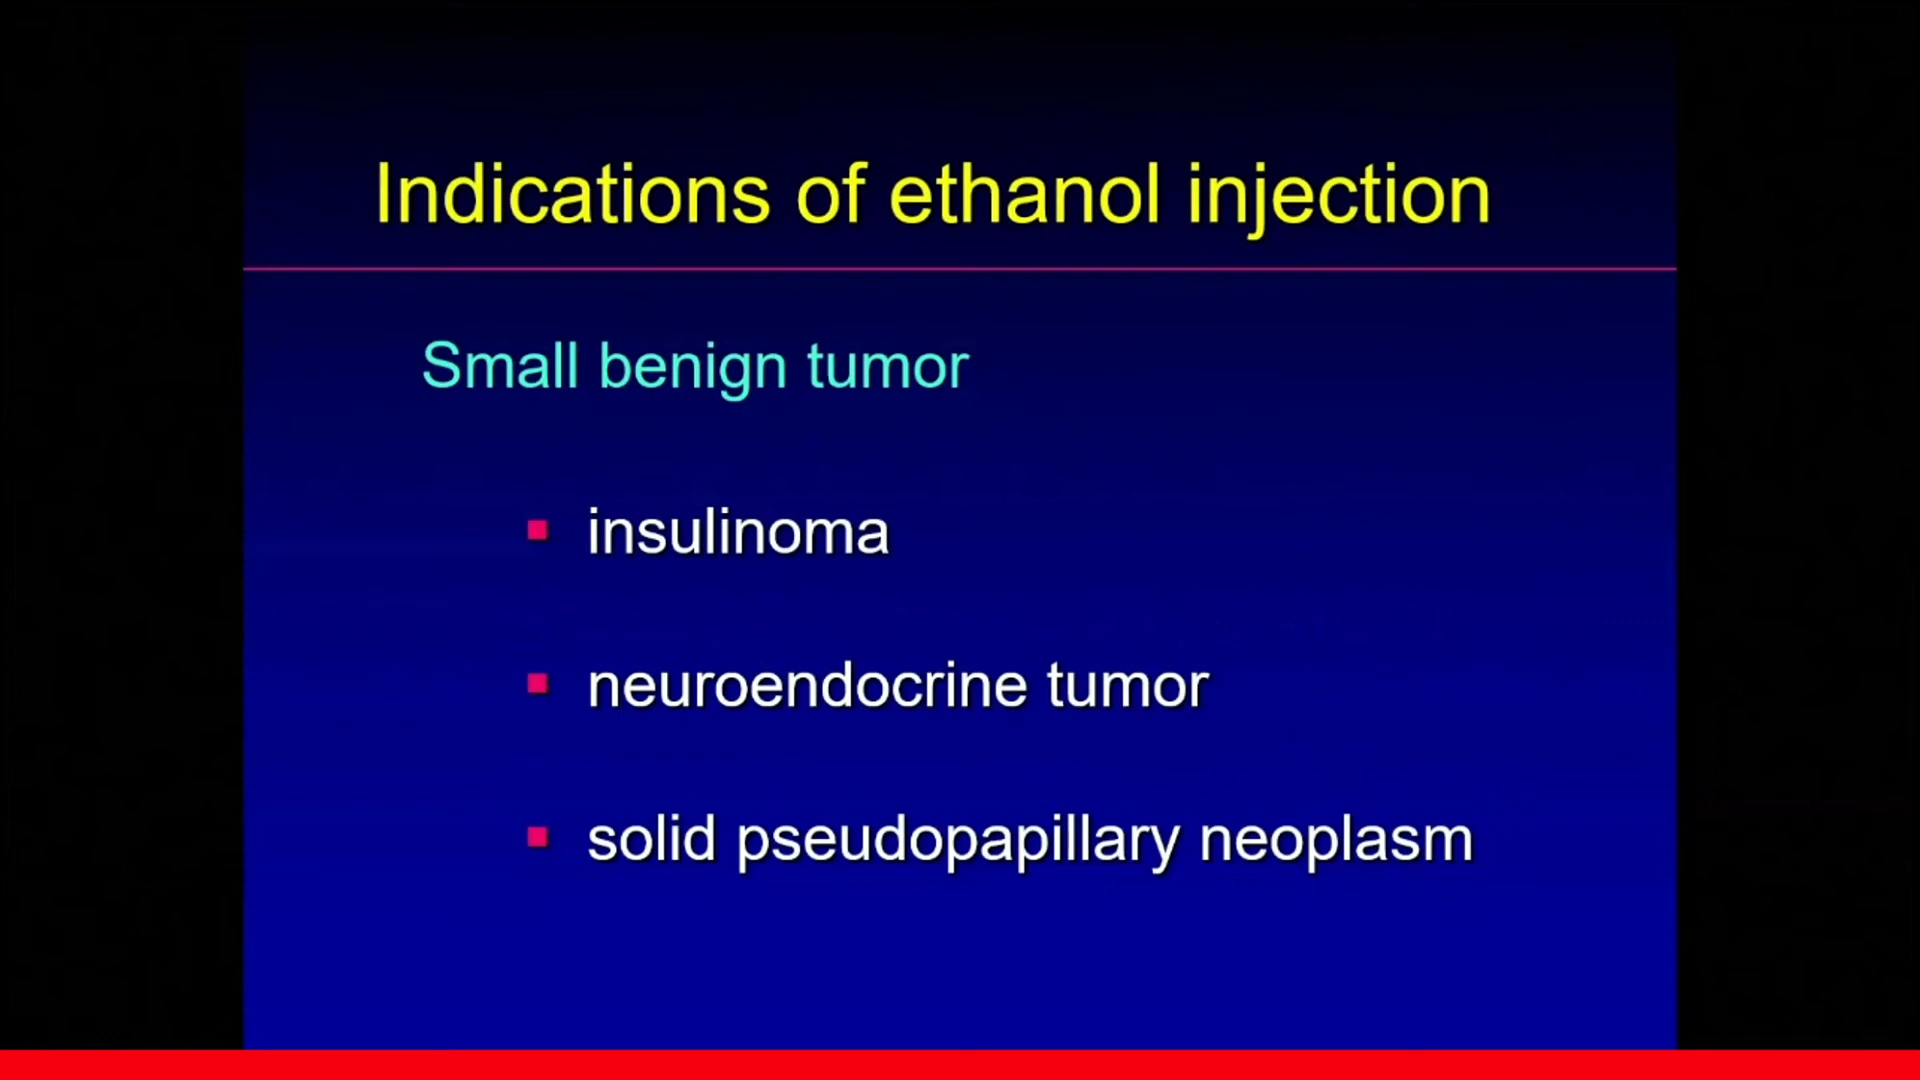 Indications of ethanol injection
Small benign tumor
insulinoma
neuroendocrine tumor
solid pseudopapillary neoplasm